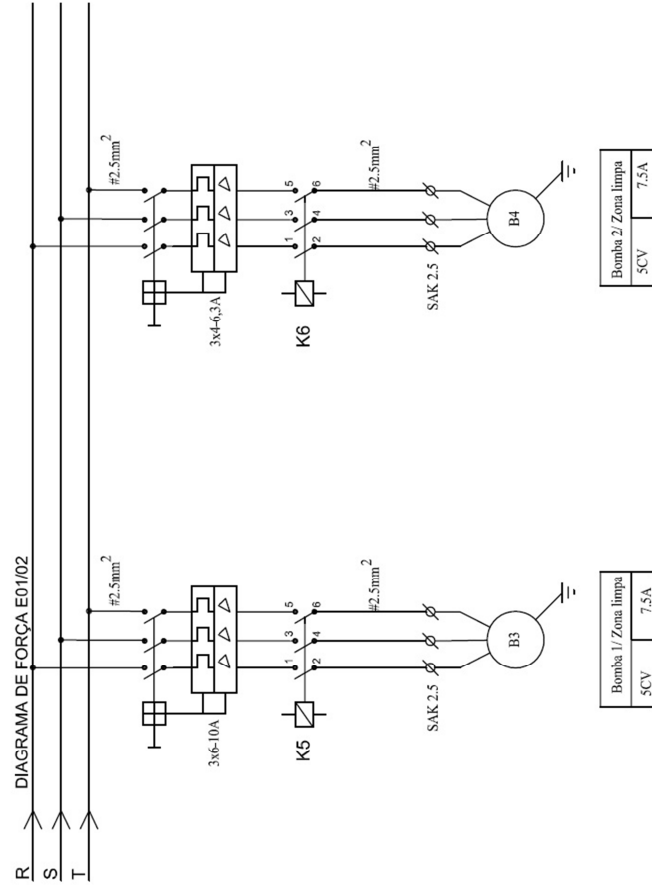 DIAGRAMA DE FORÇA E01/02
R
S
T
#2.5mm²
3x6-10A
K5
1 3 5
2 4 6
#2.5mm²
SAK 2.5
B3
Bomba 1/ Zona limpa
5CV 7.5A
#2.5mm²
3x4-6,3A
K6
1 3 5
2 4 6
#2.5mm²
SAK 2.5
B4
Bomba 2/ Zona limpa
5CV 7.5A